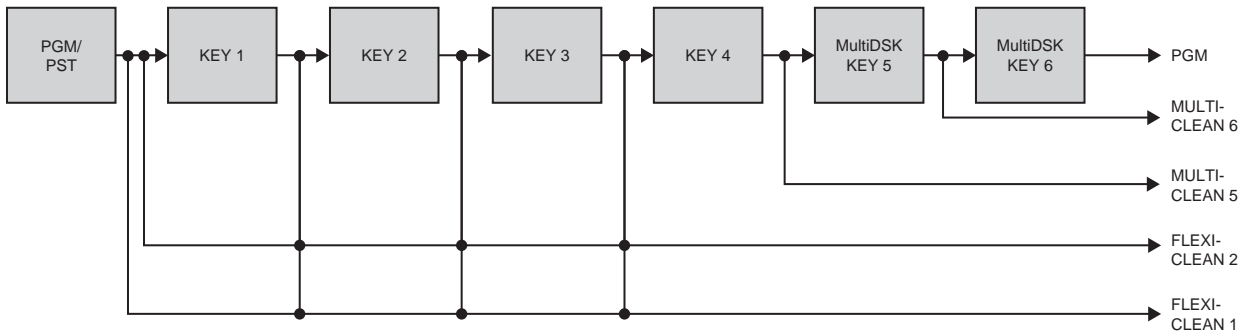 PGM/
PST
KEY 1
KEY 2
KEY 3
KEY 4
MultiDSK
KEY 5
MultiDSK
KEY 6
PGM
MULTI-
CLEAN 6
MULTI-
CLEAN 5
FLEXI-
CLEAN 2
FLEXI-
CLEAN 1